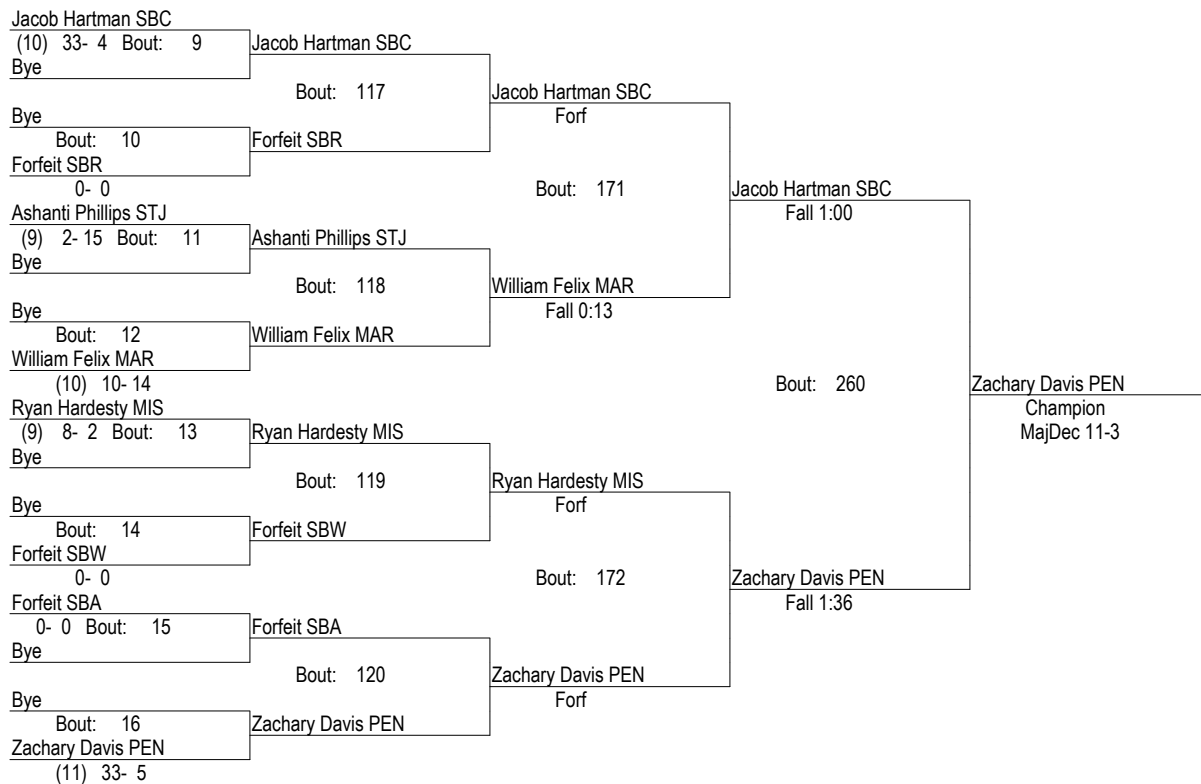 Jacob Hartman SBC
(10) 33- 4 Bout: 9
Bye
Bye
Bout: 10
Forfeit SBR
0- 0
Ashanti Phillips STJ
(9) 2- 15 Bout: 11
Bye
Bye
Bout: 12
William Felix MAR
(10) 10- 14
Ryan Hardesty MIS
(9) 8- 2 Bout: 13
Bye
Bye
Bout: 14
Forfeit SBW
0- 0
Forfeit SBA
0- 0 Bout: 15
Bye
Bye
Bout: 16
Zachary Davis PEN
(11) 33- 5
Jacob Hartman SBC
Bout: 117
Forfeit SBR
Ashanti Phillips STJ
Bout: 118
William Felix MAR
Ryan Hardesty MIS
Bout: 119
Forfeit SBW
Forfeit SBA
Bout: 120
Zachary Davis PEN
Jacob Hartman SBC
Forf
Bout: 171
William Felix MAR
Fall 0:13
Ryan Hardesty MIS
Forf
Bout: 172
Zachary Davis PEN
Forf
Jacob Hartman SBC
Fall 1:00
Bout: 260
Zachary Davis PEN
Fall 1:36
Zachary Davis PEN
Champion
MajDec 11-3